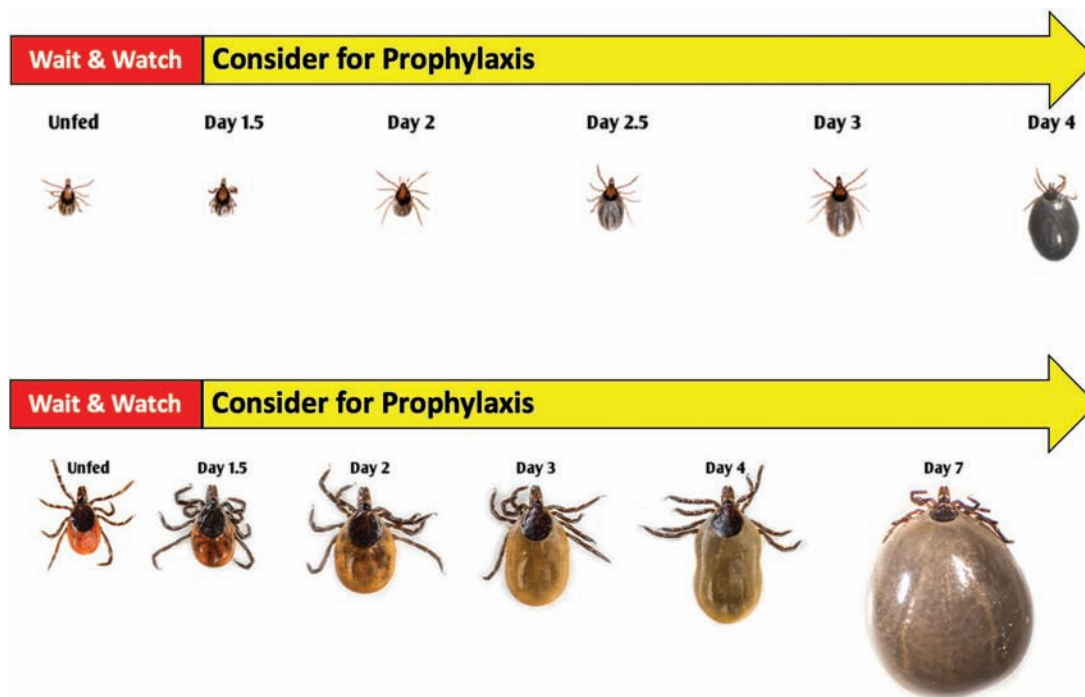 Wait & Watch Consider for Prophylaxis
Unfed Day 1.5 Day 2 Day 2.5 Day 3 Day 4
Wait & Watch Consider for Prophylaxis
Unfed Day 1.5 Day 2 Day 3 Day 4 Day 7